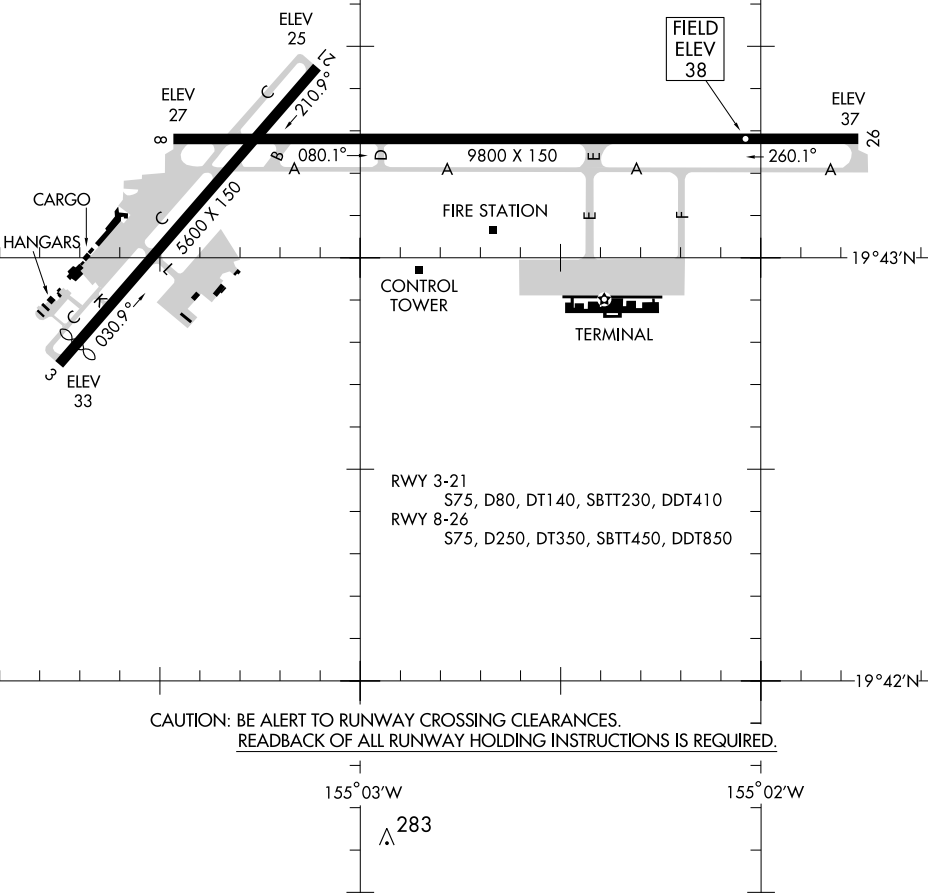 ELEV
25
21
FIELD
ELEV
38
ELEV
27
ELEV
37
C
210.9°
8
26
B
080.1°
D
9800 X 150
E
260.1°
A
A
A
A
CARGO
C
5600 X 150
FIRE STATION
E
F
HANGARS
L
19°43'N
CONTROL
TOWER
K
C
030.9°
TERMINAL
3
ELEV
33
RWY 3-21
S75, D80, DT140, SBTT230, DDT410
RWY 8-26
S75, D250, DT350, SBTT450, DDT850
19°42'N
CAUTION: BE ALERT TO RUNWAY CROSSING CLEARANCES.
READBACK OF ALL RUNWAY HOLDING INSTRUCTIONS IS REQUIRED.
155°03'W
155°02'W
283